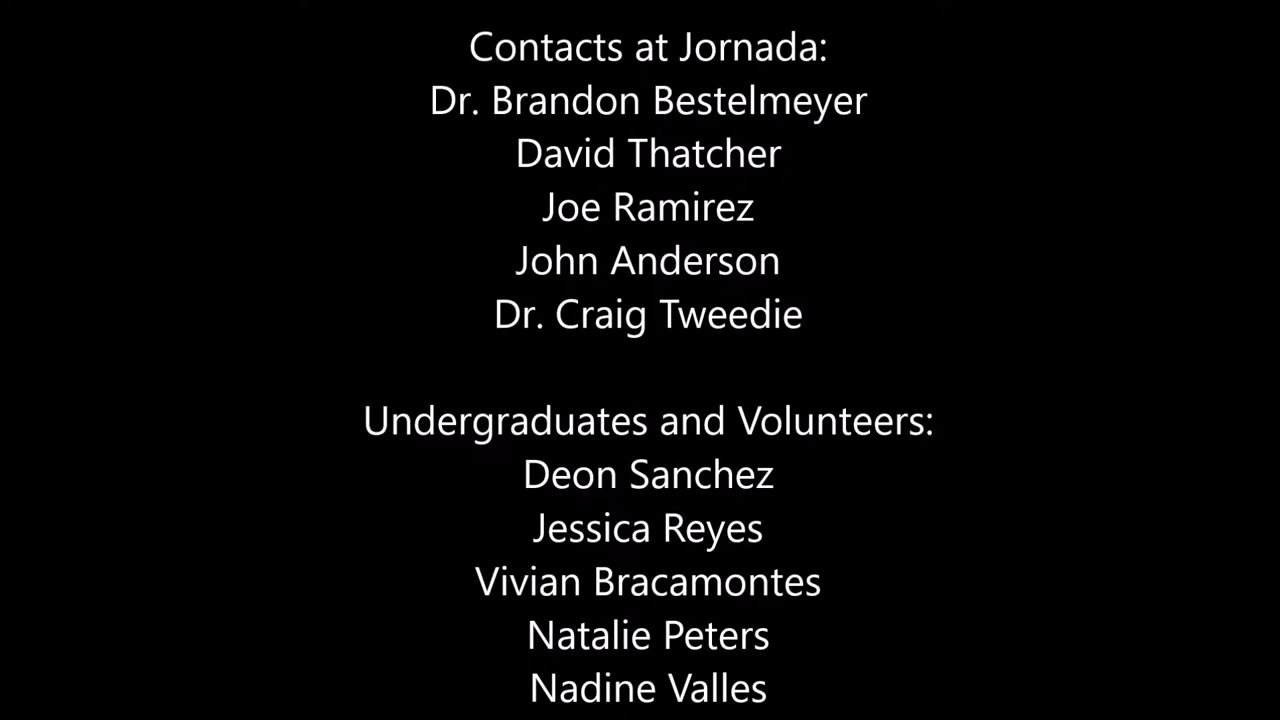 Contacts at Jornada:
Dr. Brandon Bestelmeyer
David Thatcher
Joe Ramirez
John Anderson
Dr. Craig Tweedie
Undergraduates and Volunteers:
Deon Sanchez
Jessica Reyes
Vivian Bracamontes
Natalie Peters
Nadine Valles